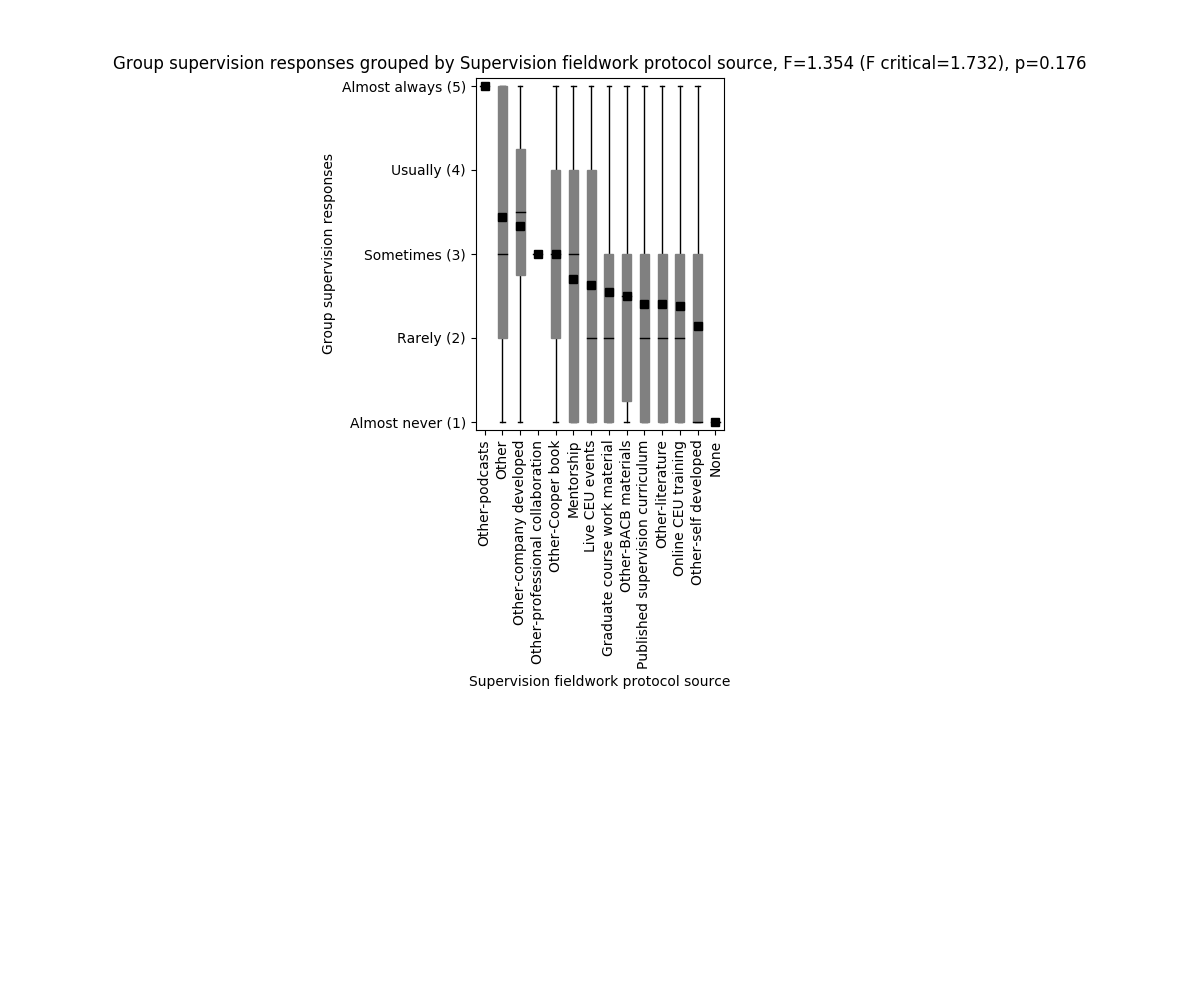 Group supervision responses grouped by Supervision fieldwork protocol source, F=1.354 (F critical=1.732), p=0.176
Almost always (5)
Usually (4)
Sometimes (3)
Rarely (2)
Almost never (1)
Group supervision responses
Other-podcasts
Other
Other-company developed
Other-professional collaboration
Other-Cooper book
Mentorship
Live CEU events
Graduate course work material
Other-BACB materials
Published supervision curriculum
Other-literature
Online CEU training
Other-self developed
None
Supervision fieldwork protocol source